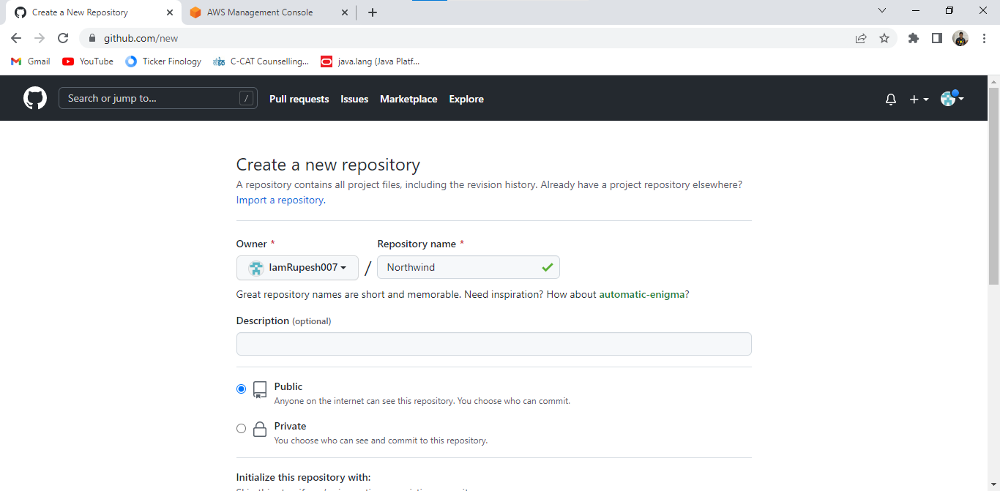 Create a New Repository
AWS Management Console
github.com/new
Gmail
YouTube
Ticker Finology
C-CAT Counselling...
java.lang (Java Platf...
Search or jump to...
/
Pull requests
Issues
Marketplace
Explore
Create a new repository
A repository contains all project files, including the revision history. Already have a project repository elsewhere?
Import a repository.
Owner *
Repository name *
IamRupesh007
/
Northwind
Great repository names are short and memorable. Need inspiration? How about automatic-enigma?
Description (optional)
Public
Anyone on the internet can see this repository. You choose who can commit.
Private
You choose who can see and commit to this repository.
Initialize this repository with: